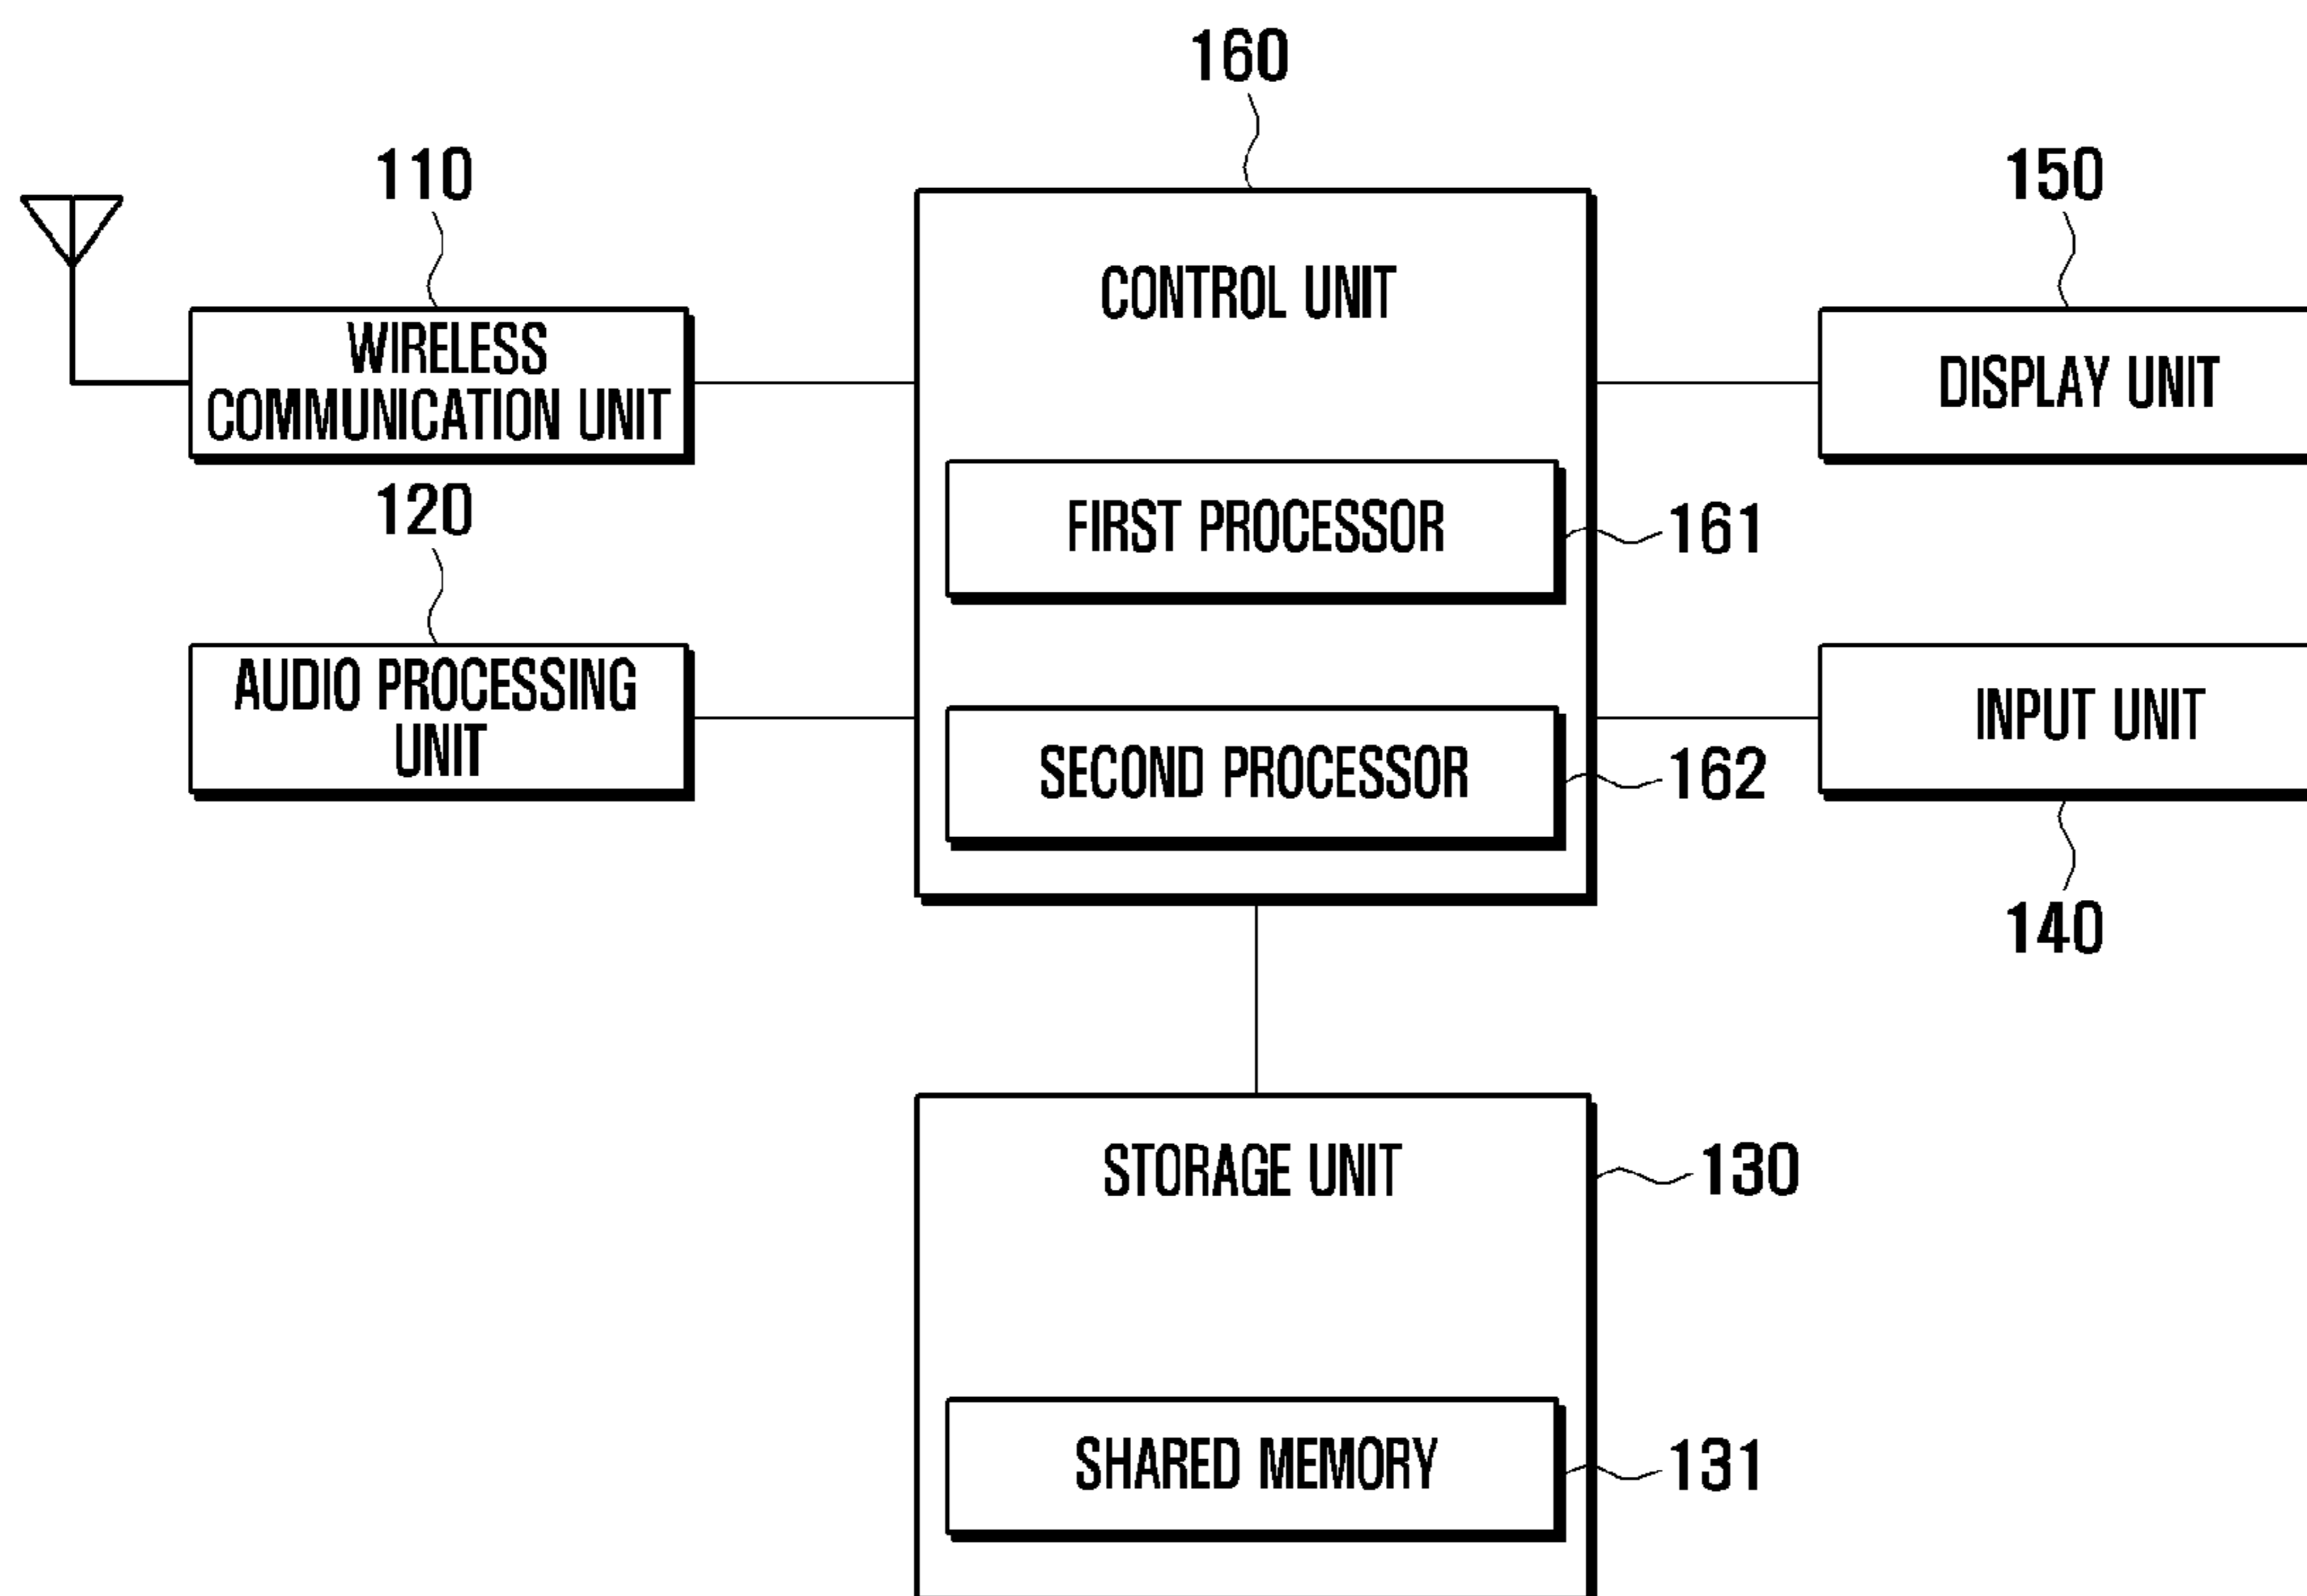 160
110
150
CONTROL UNIT
WIRELESS
COMMUNICATION UNIT
DISPLAY UNIT
120
FIRST PROCESSOR
161
AUDIO PROCESSING
UNIT
INPUT UNIT
SECOND PROCESSOR
162
140
STORAGE UNIT
130
SHARED MEMORY
131